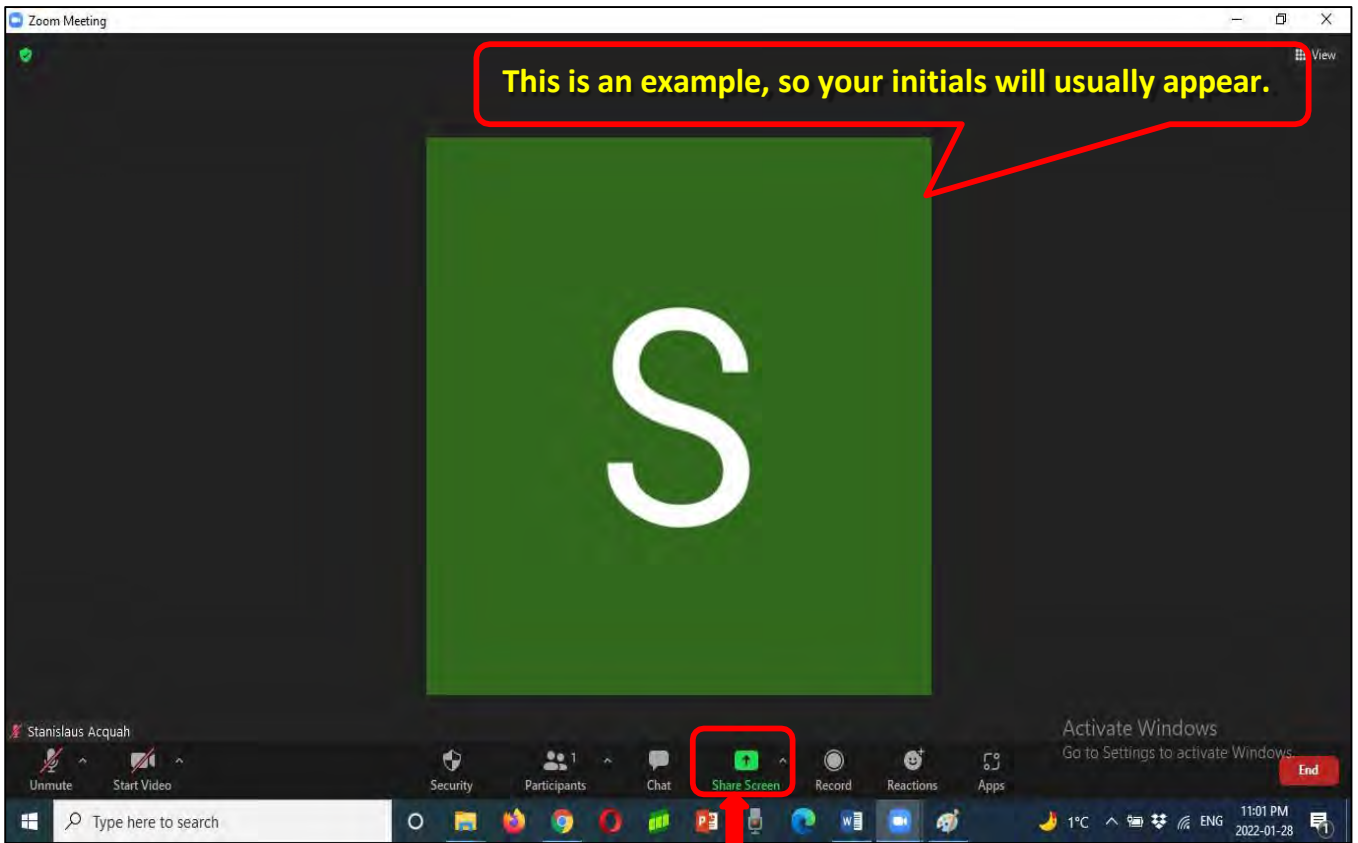 Zoom Meeting
View
This is an example, so your initials will usually appear.
S
Stanislaus Acquah
Activate Windows
Go to Settings to activate Windows.
Unmute Start Video Security Participants 1 Chat Share Screen Record Reactions Apps End
Type here to search 1°C ENG 11:01 PM
2022-01-28
1